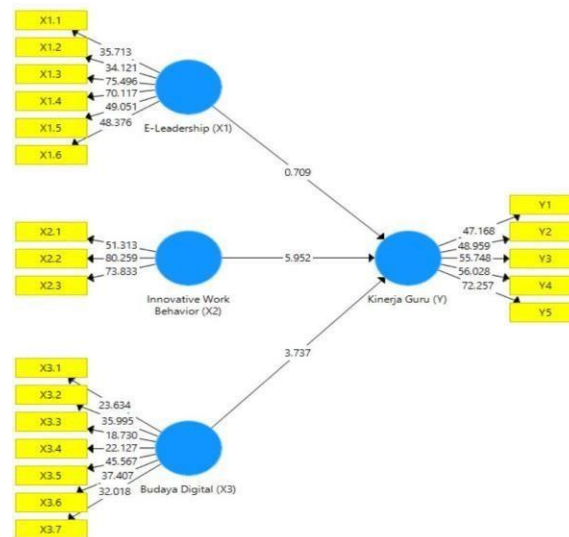 X1.1
X1.2
X1.3
X1.4
X1.5
X1.6
35.713
34.121
75.496
70.117
49.051
48.376
E-Leadership (X1)
0.709
X2.1
X2.2
X2.3
51.313
80.259
73.833
Innovative Work
Behavior (X2)
5.952
Kinerja Guru (Y)
47.168
48.959
55.748
56.028
72.257
Y1
Y2
Y3
Y4
Y5
3.737
X3.1
X3.2
X3.3
X3.4
X3.5
X3.6
X3.7
23.634
35.995
18.730
22.127
45.567
37.407
32.018
Budaya Digital (X3)